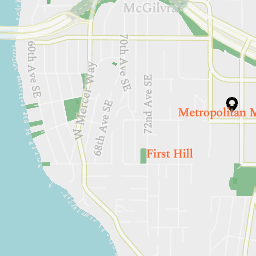 McGilvra
60th Ave SE
W Mercer Way
70th Ave SE
68th Ave SE
72nd Ave SE
Metropolitan M
First Hill